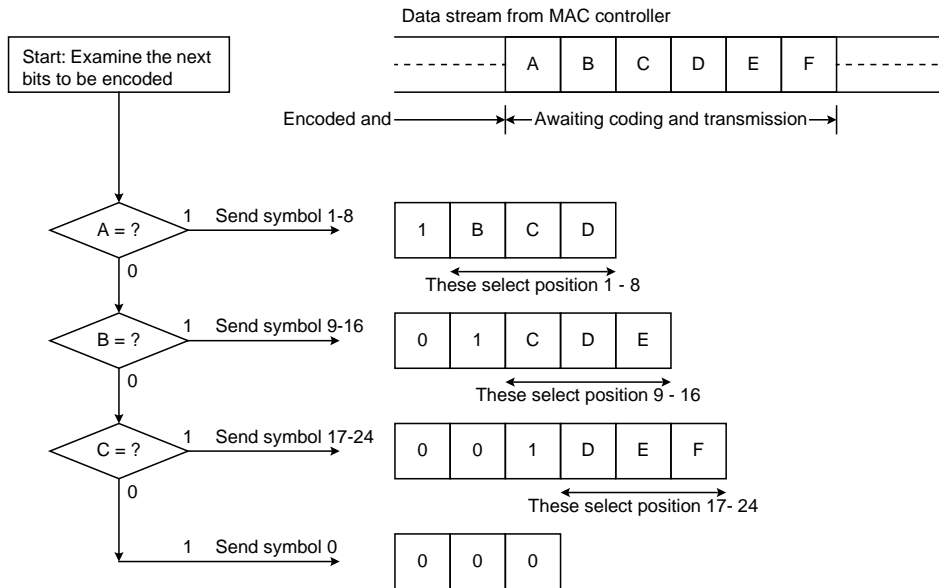 Data stream from MAC controller
Start: Examine the next
bits to be encoded
A B C D E F
Encoded and
Awaiting coding and transmission
A = ?
1 Send symbol 1-8
1 B C D
0
These select position 1 - 8
B = ?
1 Send symbol 9-16
0 1 C D E
0
These select position 9 - 16
C = ?
1 Send symbol 17-24
0 0 1 D E F
0
These select position 17- 24
1 Send symbol 0
0 0 0